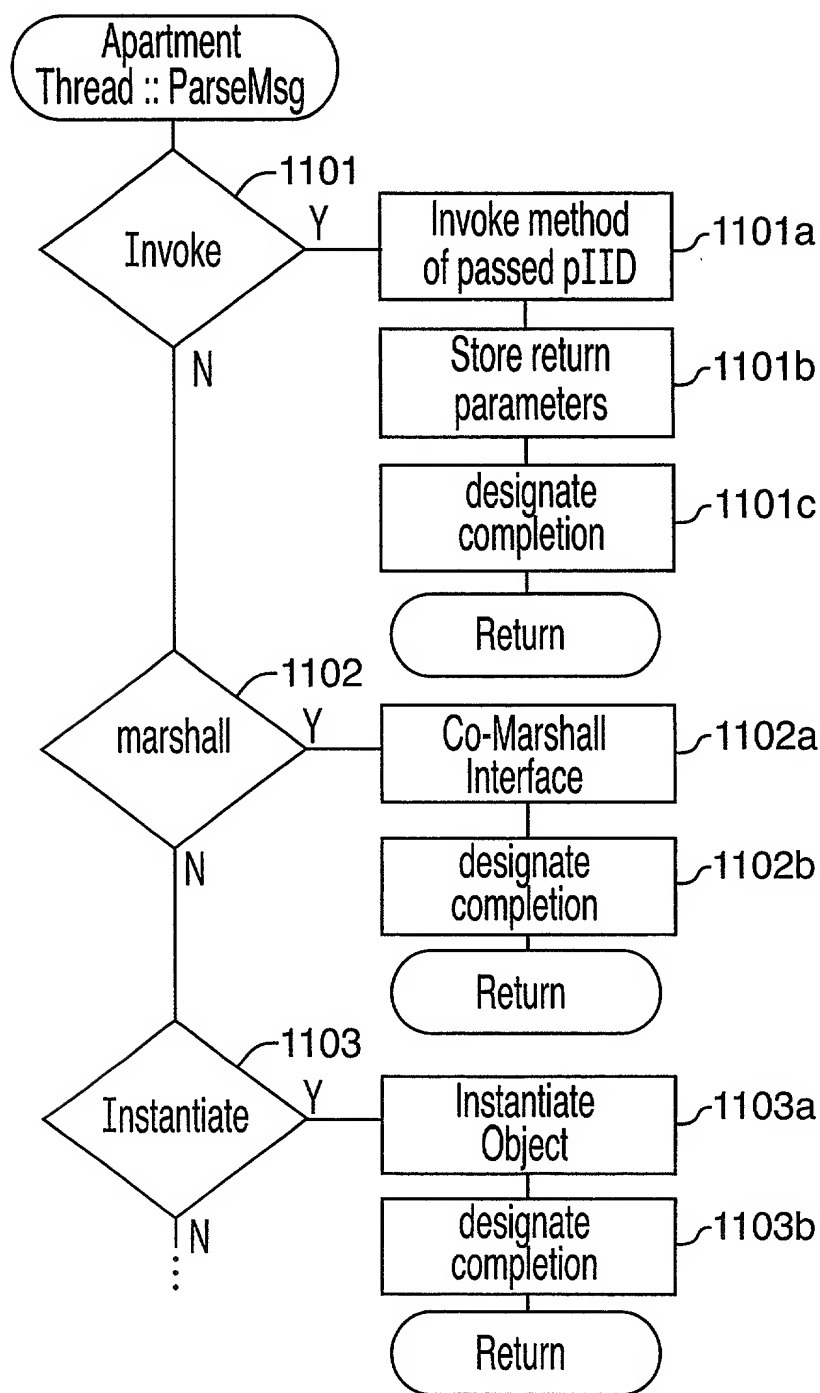 Apartment
Thread :: ParseMsg
1101
Invoke
Y
N
Invoke method
of passed pIID
1101a
Store return
parameters
1101b
designate
completion
1101c
Return
1102
marshall
Y
N
Co-Marshall
Interface
1102a
designate
completion
1102b
Return
1103
Instantiate
Y
N
Instantiate
Object
1103a
designate
completion
1103b
Return